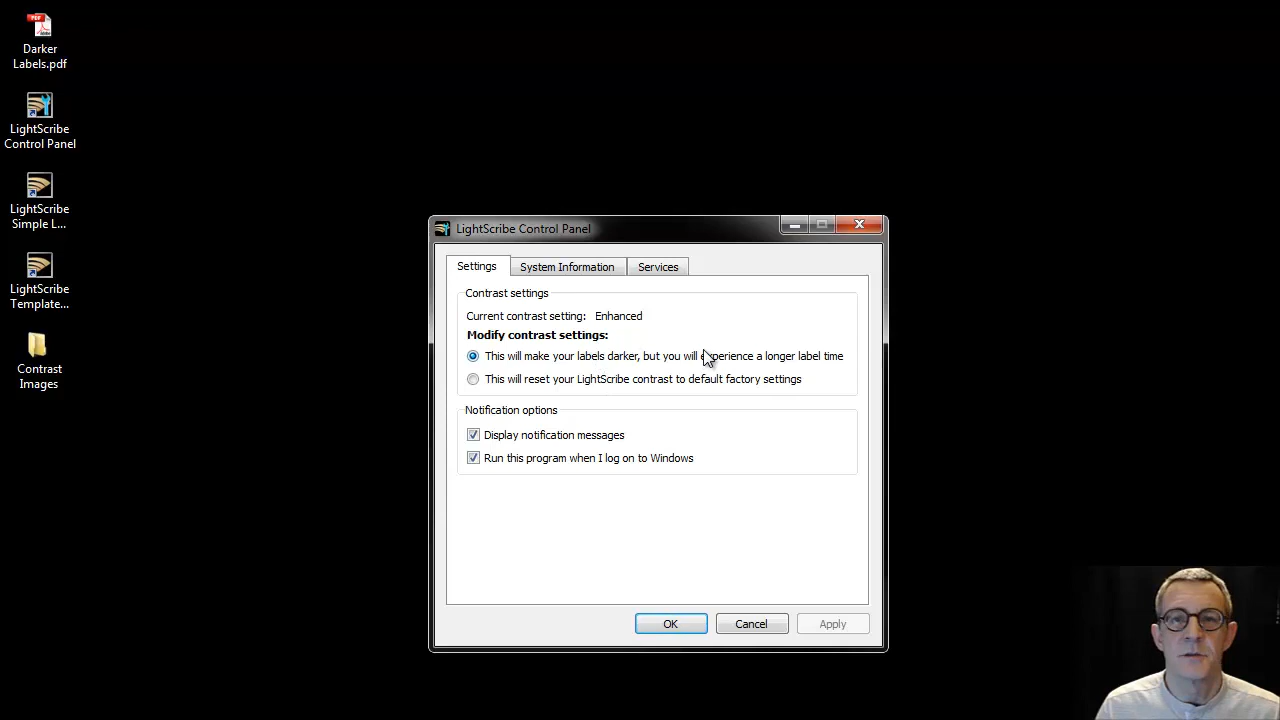 PDF
Adobe
Darker
Labels.pdf
LightScribe
Control Panel
LightScribe
Simple L...
LightScribe
Template...
Contrast
Images
LightScribe Control Panel
Settings
System Information
Services
Contrast settings
Current contrast setting: Enhanced
Modify contrast settings:
This will make your labels darker, but you will experience a longer label time
This will reset your LightScribe contrast to default factory settings
Notification options
Display notification messages
Run this program when I log on to Windows
OK
Cancel
Apply